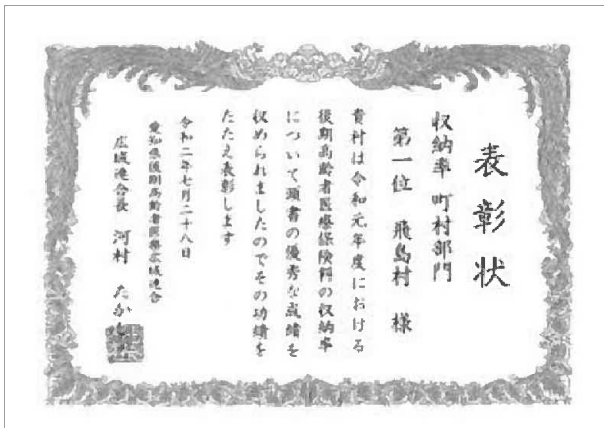 表彰状
収納率 町村部門
第一位 飛島村 様
貴村は令和元年度における
後期高齢者医療保険料の収納率
について頭書の優秀な成績を
収められましたのでその功績を
たたえ表彰します
令和二年七月二十八日
愛知県後期高齢者医療広域連合
広域連合長 河村 たかし